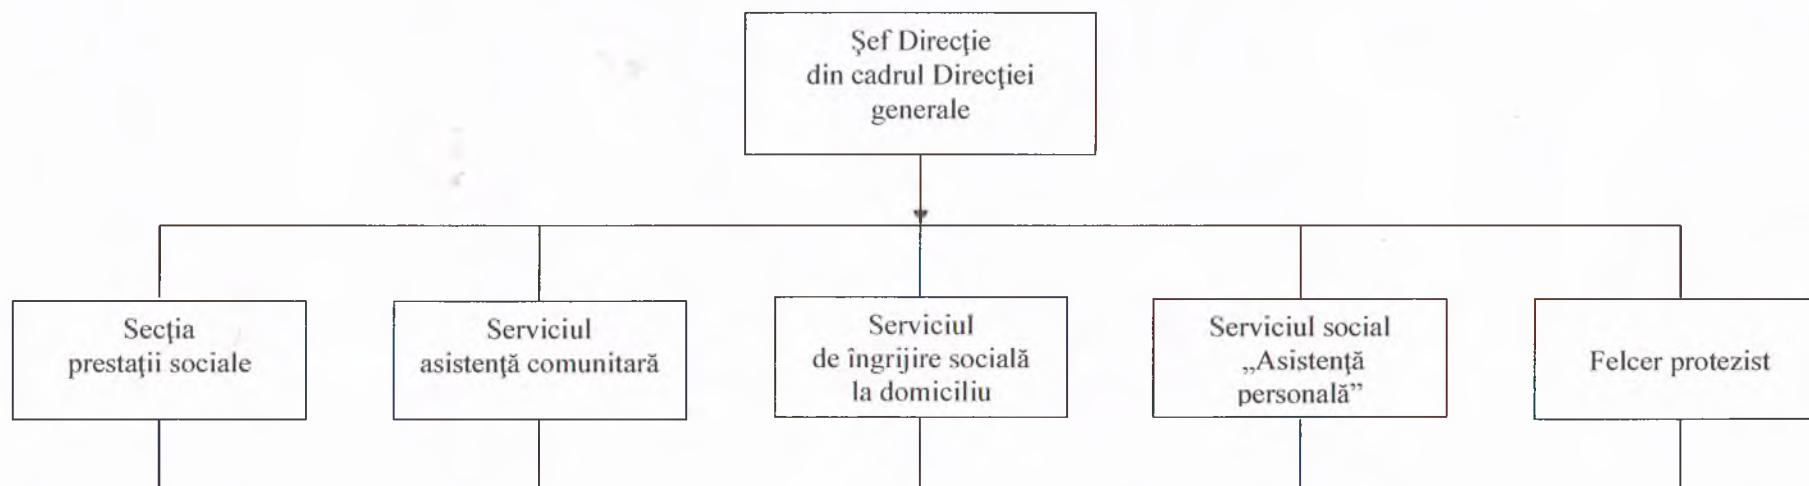 Şef Direcţie
din cadrul Direcţiei
generale
Secţia
prestaţii sociale
Serviciul
asistenţă comunitară
Serviciul
de îngrijire socială
la domiciliu
Serviciul social
„Asistenţă
personală”
Felcer protezist